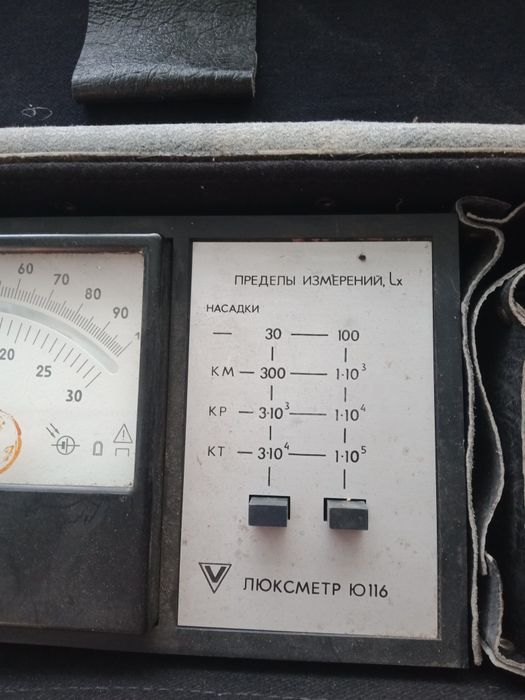 60 70 80 90
20 25 30
ПРЕДЕЛЫ ИЗМЕРЕНИЙ, Lx
НАСАДКИ
— 30 — 100
КМ — 300 — 1·10³
КР — 3·10³ — 1·10⁴
КТ — 3·10⁴ — 1·10⁵
ЛЮКСМЕТР Ю116